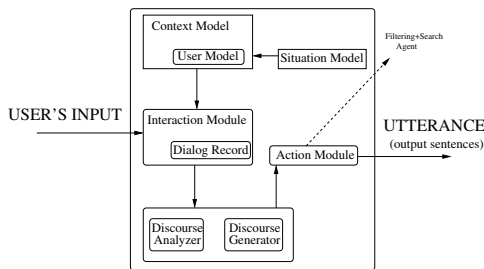 Context Model
User Model
Situation Model
Filtering+Search
Agent
USER'S INPUT
Interaction Module
Dialog Record
Action Module
UTTERANCE
(output sentences)
Discourse
Analyzer
Discourse
Generator